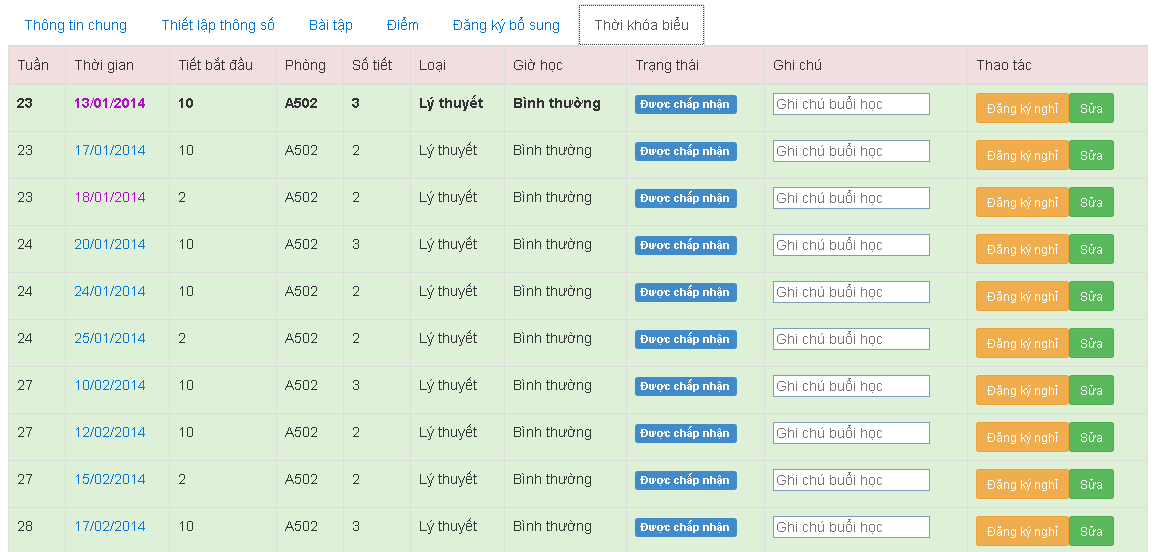 Thông tin chung Thiết lập thông số Bài tập Điểm Đăng ký bổ sung Thời khóa biểu
Tuần Thời gian Tiết bắt đầu Phòng Số tiết Loại Giờ học Trạng thái Ghi chú Thao tác
23 13/01/2014 10 A502 3 Lý thuyết Bình thường Được chấp nhận Ghi chú buổi học Đăng ký nghỉ Sửa
23 17/01/2014 10 A502 2 Lý thuyết Bình thường Được chấp nhận Ghi chú buổi học Đăng ký nghỉ Sửa
23 18/01/2014 2 A502 2 Lý thuyết Bình thường Được chấp nhận Ghi chú buổi học Đăng ký nghỉ Sửa
24 20/01/2014 10 A502 3 Lý thuyết Bình thường Được chấp nhận Ghi chú buổi học Đăng ký nghỉ Sửa
24 24/01/2014 10 A502 2 Lý thuyết Bình thường Được chấp nhận Ghi chú buổi học Đăng ký nghỉ Sửa
24 25/01/2014 2 A502 2 Lý thuyết Bình thường Được chấp nhận Ghi chú buổi học Đăng ký nghỉ Sửa
27 10/02/2014 10 A502 3 Lý thuyết Bình thường Được chấp nhận Ghi chú buổi học Đăng ký nghỉ Sửa
27 12/02/2014 10 A502 2 Lý thuyết Bình thường Được chấp nhận Ghi chú buổi học Đăng ký nghỉ Sửa
27 15/02/2014 2 A502 2 Lý thuyết Bình thường Được chấp nhận Ghi chú buổi học Đăng ký nghỉ Sửa
28 17/02/2014 10 A502 3 Lý thuyết Bình thường Được chấp nhận Ghi chú buổi học Đăng ký nghỉ Sửa